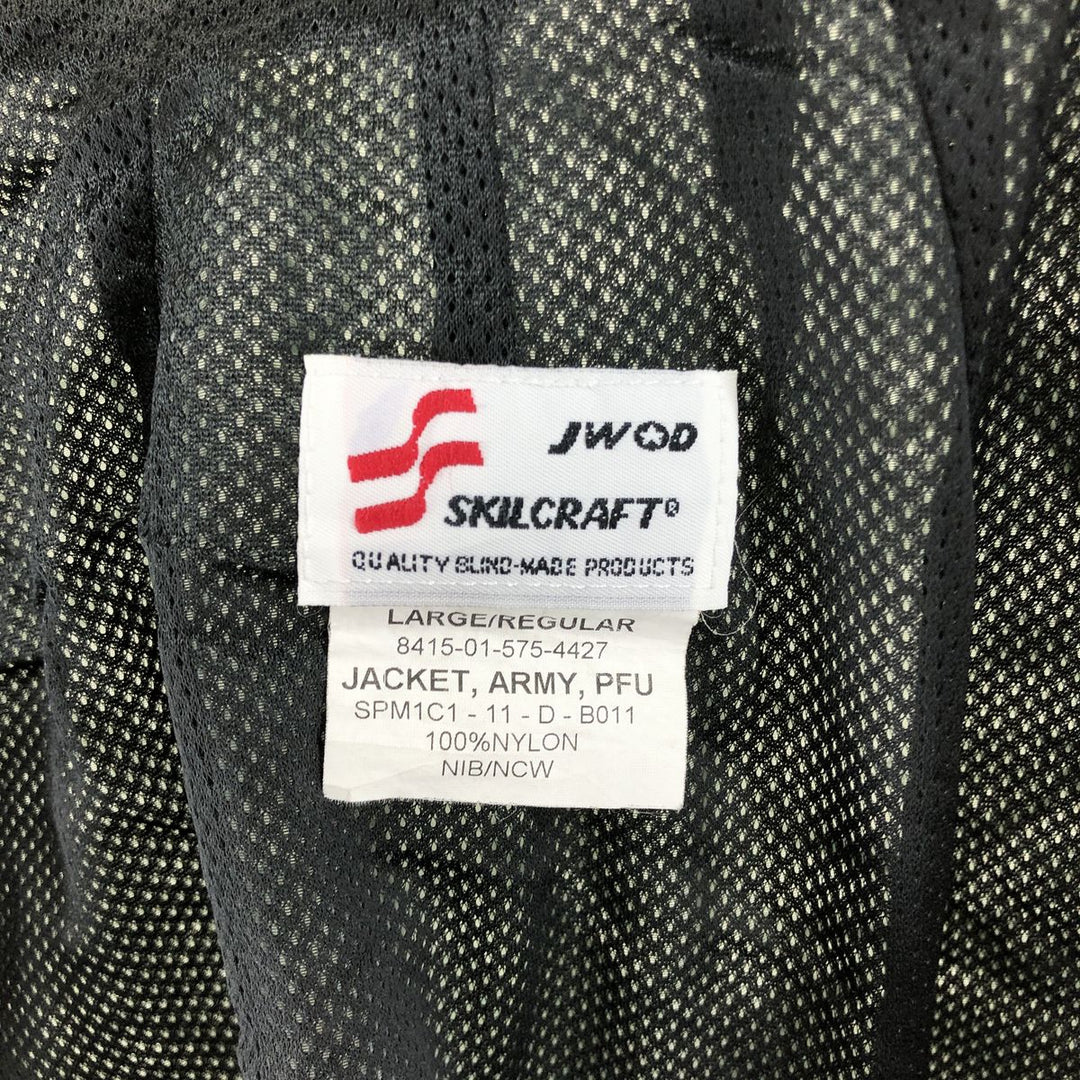 JWOD
SKILCRAFT®
QUALITY BLIND-MADE PRODUCTS
LARGE/REGULAR
8415-01-575-4427
JACKET, ARMY, PFU
SPM1C1 - 11 - D - B011
100%NYLON
NIB/NCW